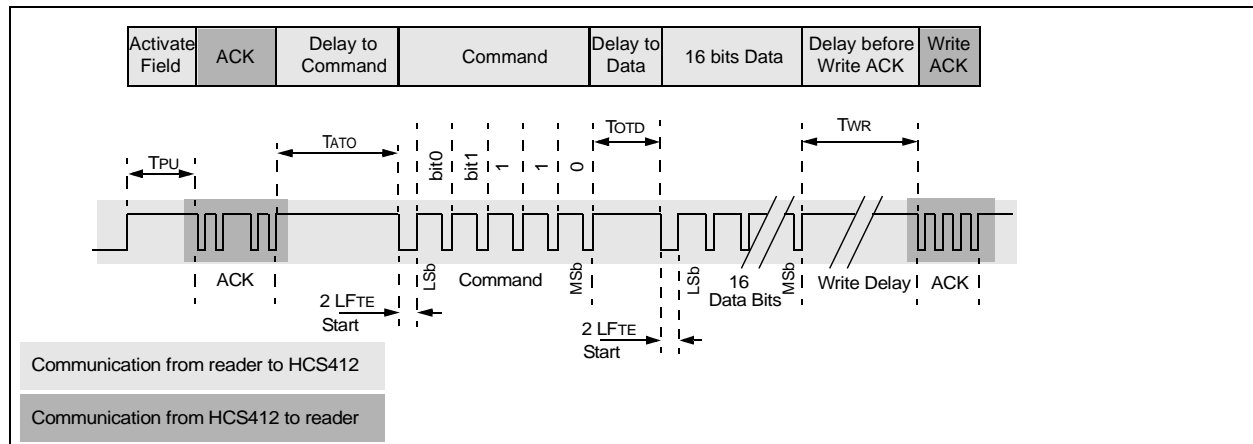 Activate
Field
ACK
Delay to
Command
Command
Delay to
Data
16 bits Data
Delay before
Write ACK
Write
ACK
TPU
TATO
bit0
bit1
1
1
0
TOTD
TWR
ACK
LSb
Command
MSb
LSb
16
Data Bits
MSb
Write Delay
ACK
2 LFTE
Start
2 LFTE
Start
Communication from reader to HCS412
Communication from HCS412 to reader